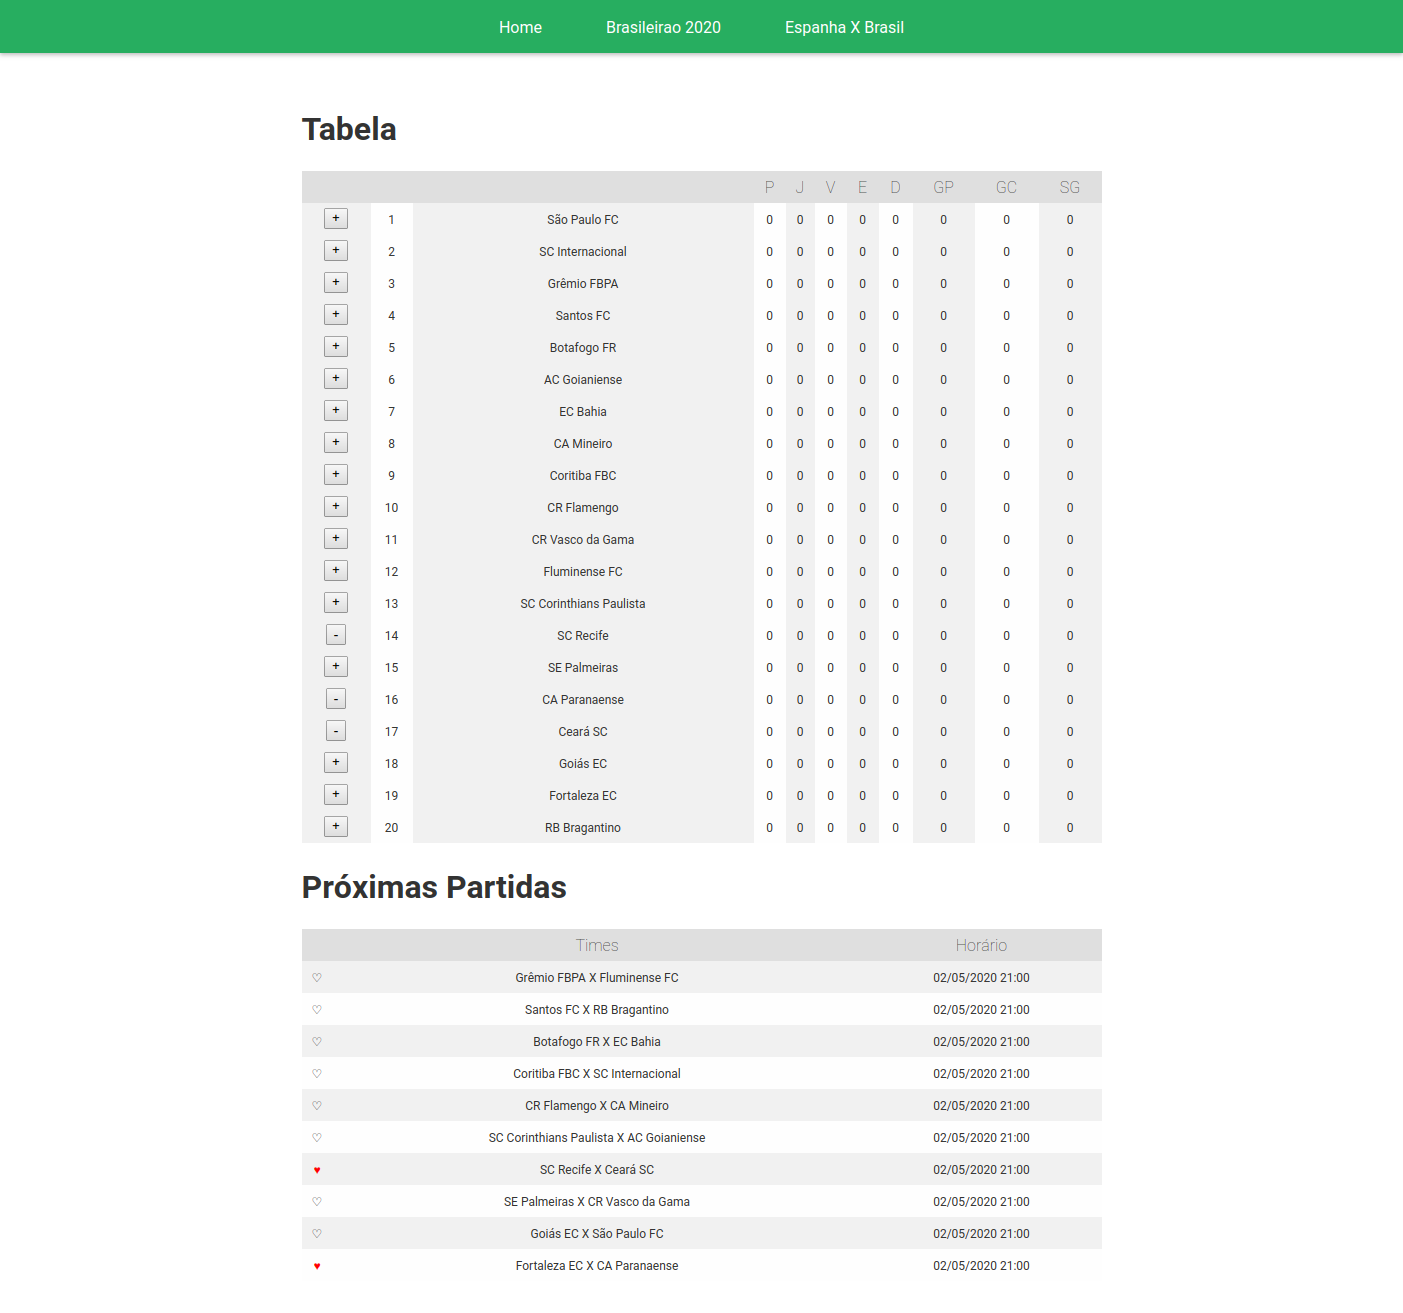 Home Brasileirao 2020 Espanha X Brasil
Tabela
P J V E D GP GC SG
+ 1 São Paulo FC 0 0 0 0 0 0 0 0
+ 2 SC Internacional 0 0 0 0 0 0 0 0
+ 3 Grêmio FBPA 0 0 0 0 0 0 0 0
+ 4 Santos FC 0 0 0 0 0 0 0 0
+ 5 Botafogo FR 0 0 0 0 0 0 0 0
+ 6 AC Goianiense 0 0 0 0 0 0 0 0
+ 7 EC Bahia 0 0 0 0 0 0 0 0
+ 8 CA Mineiro 0 0 0 0 0 0 0 0
+ 9 Coritiba FBC 0 0 0 0 0 0 0 0
+ 10 CR Flamengo 0 0 0 0 0 0 0 0
+ 11 CR Vasco da Gama 0 0 0 0 0 0 0 0
+ 12 Fluminense FC 0 0 0 0 0 0 0 0
+ 13 SC Corinthians Paulista 0 0 0 0 0 0 0 0
- 14 SC Recife 0 0 0 0 0 0 0 0
+ 15 SE Palmeiras 0 0 0 0 0 0 0 0
- 16 CA Paranaense 0 0 0 0 0 0 0 0
- 17 Ceará SC 0 0 0 0 0 0 0 0
+ 18 Goiás EC 0 0 0 0 0 0 0 0
+ 19 Fortaleza EC 0 0 0 0 0 0 0 0
+ 20 RB Bragantino 0 0 0 0 0 0 0 0
Próximas Partidas
Times Horário
♡ Grêmio FBPA X Fluminense FC 02/05/2020 21:00
♡ Santos FC X RB Bragantino 02/05/2020 21:00
♡ Botafogo FR X EC Bahia 02/05/2020 21:00
♡ Coritiba FBC X SC Internacional 02/05/2020 21:00
♡ CR Flamengo X CA Mineiro 02/05/2020 21:00
♡ SC Corinthians Paulista X AC Goianiense 02/05/2020 21:00
♥ SC Recife X Ceará SC 02/05/2020 21:00
♡ SE Palmeiras X CR Vasco da Gama 02/05/2020 21:00
♡ Goiás EC X São Paulo FC 02/05/2020 21:00
♥ Fortaleza EC X CA Paranaense 02/05/2020 21:00